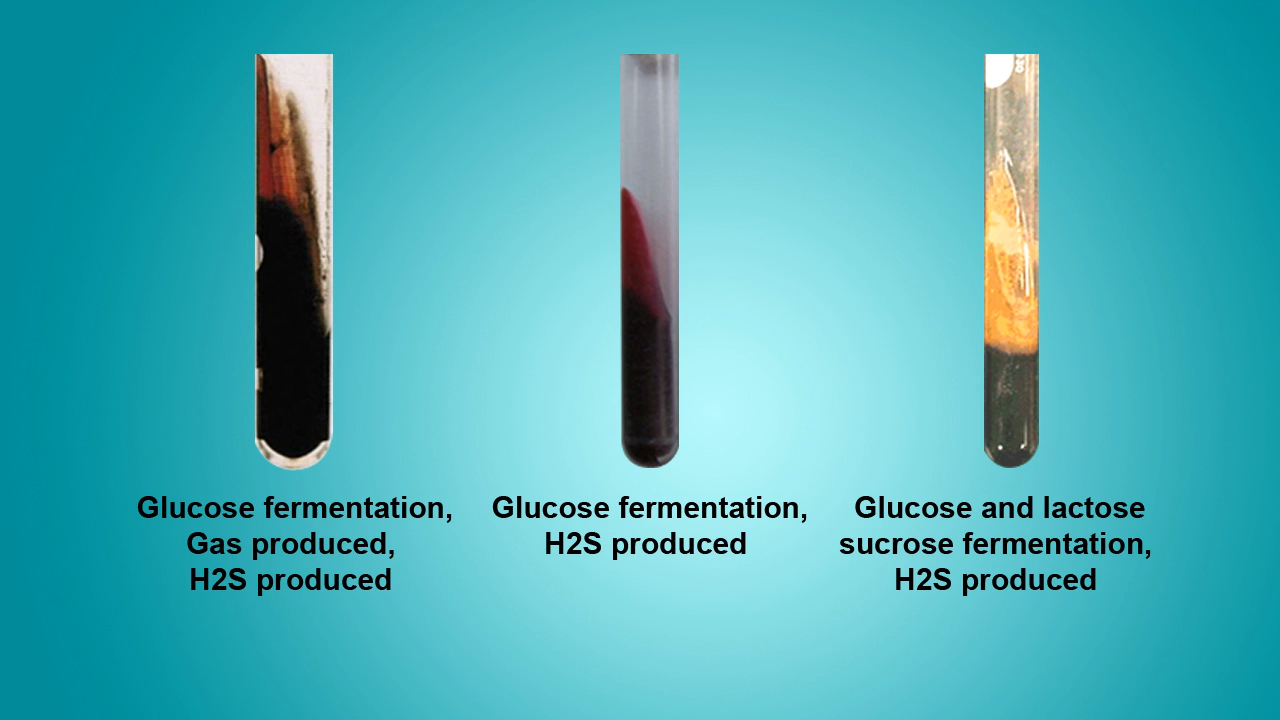 Glucose fermentation,
Gas produced,
H2S produced
Glucose fermentation,
H2S produced
Glucose and lactose
sucrose fermentation,
H2S produced